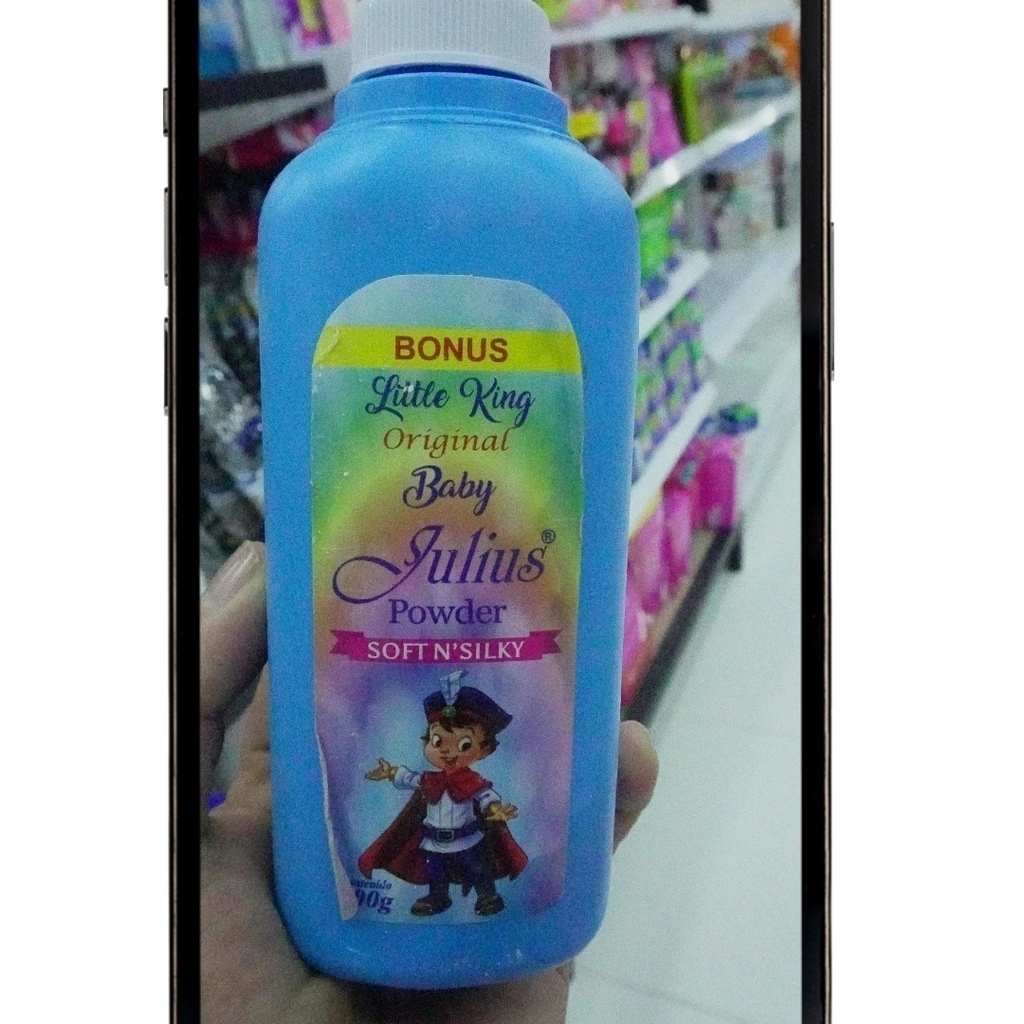 BONUS
Little King
Original
Baby
Julius®
Powder
SOFT N'SILKY